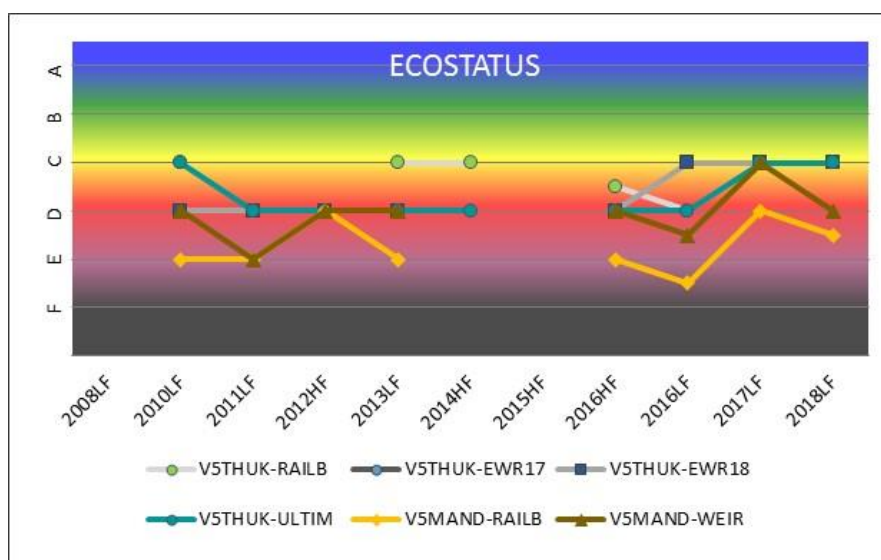 ECOSTATUS
A
B
C
D
E
F
2008LF 2010LF 2011LF 2012HF 2013LF 2014HF 2015HF 2016HF 2016LF 2017LF 2018LF
V5THUK-RAILB V5THUK-EWR17 V5THUK-EWR18
V5THUK-ULTIM V5MAND-RAILB V5MAND-WEIR